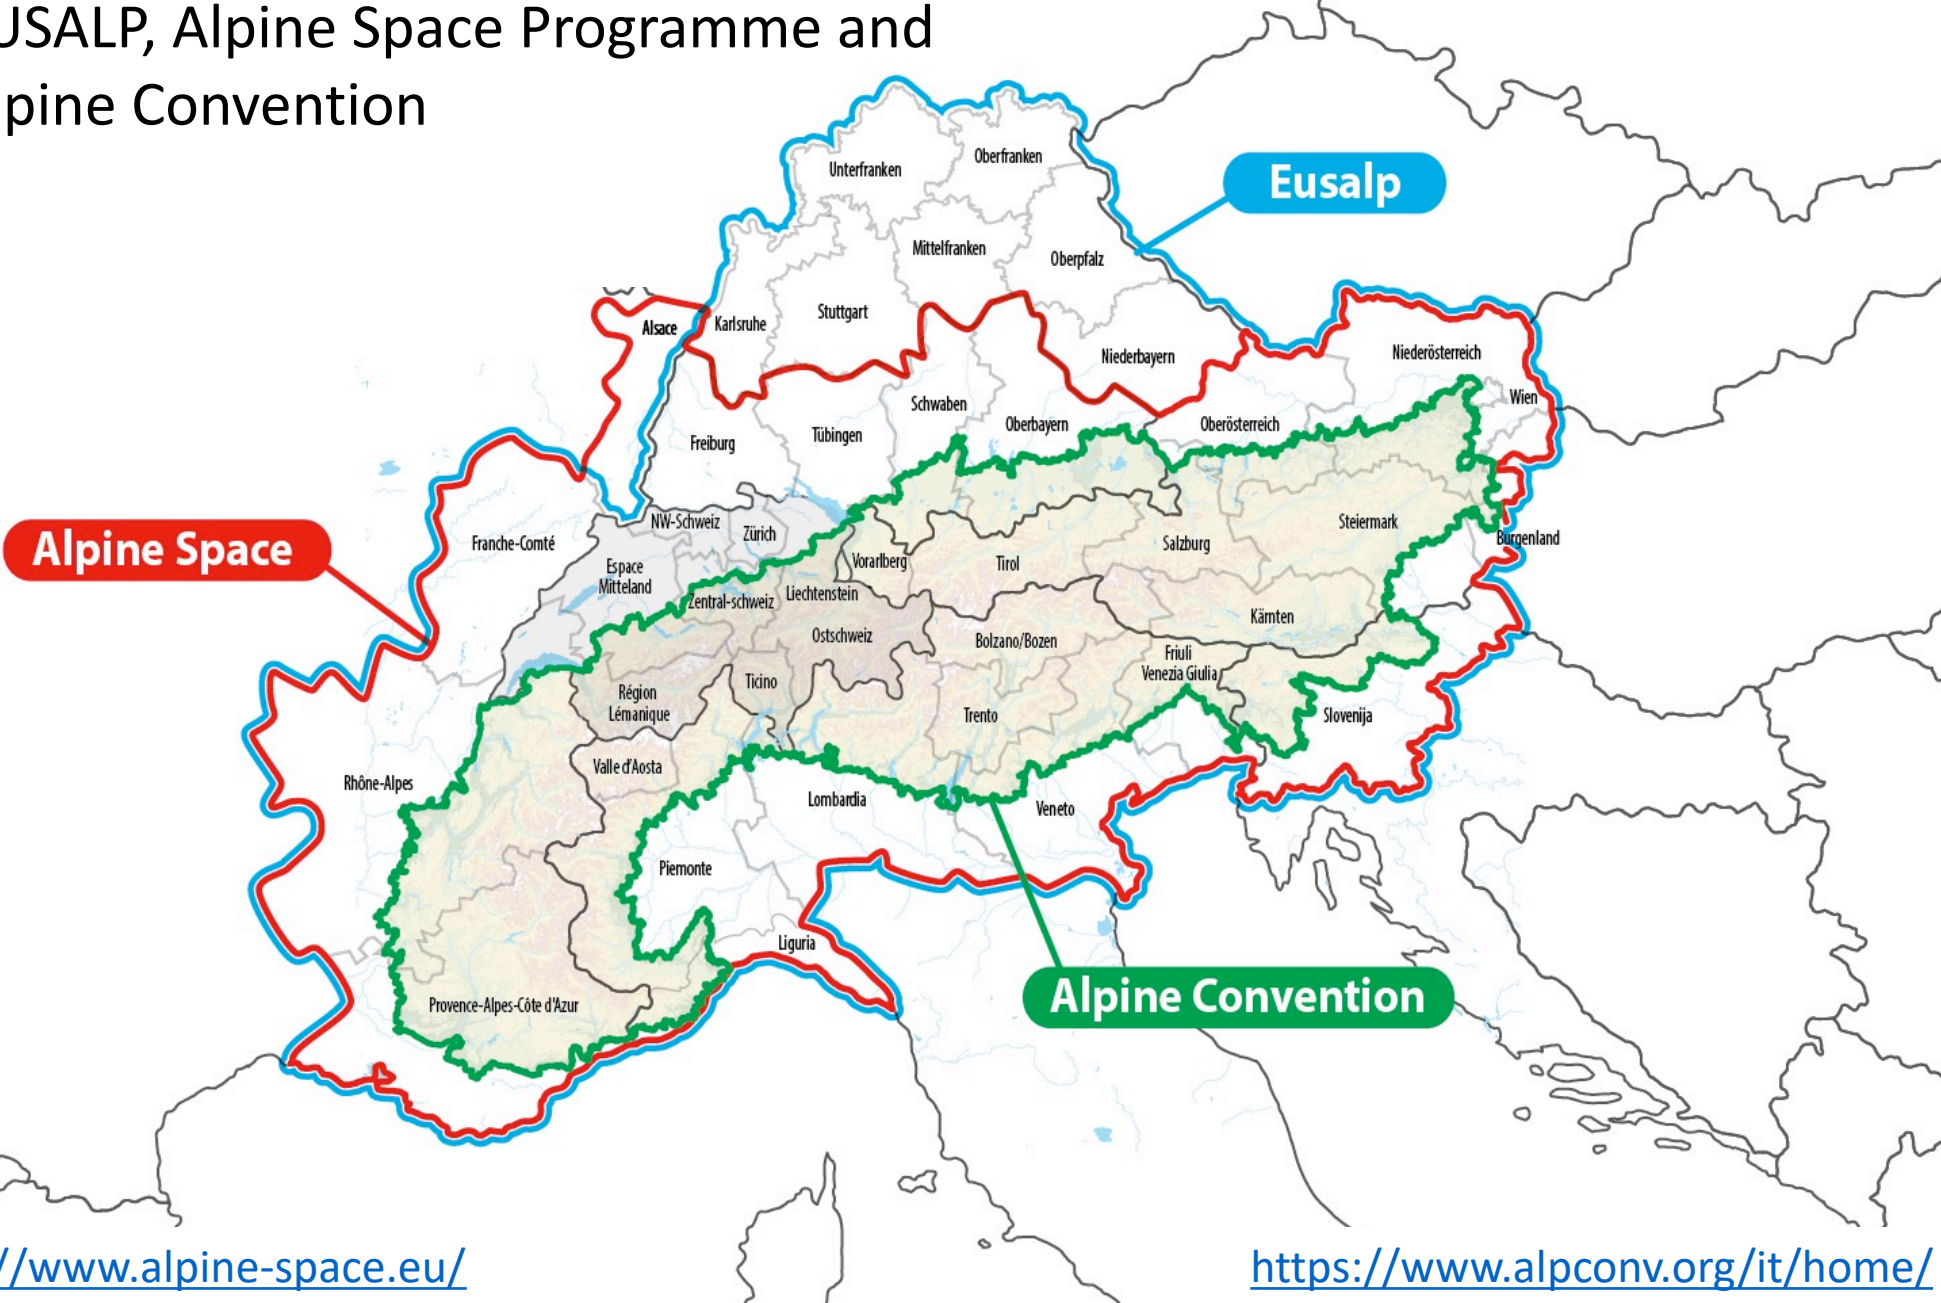 USALP, Alpine Space Programme and
pine Convention
Unterfranken
Oberfranken
Eusalp
Mittelfranken
Oberpfalz
Alsace
Karlsruhe
Stuttgart
Niederbayern
Niederösterreich
Wien
Schwaben
Freiburg
Tübingen
Oberbayern
Oberösterreich
Alpine Space
Franche-Comté
NW-Schweiz
Zürich
Steiermark
Burgenland
Espace
Mitteland
Vorarlberg
Tirol
Salzburg
Zentral-schweiz
Liechtenstein
Ostschweiz
Bolzano/Bozen
Kärnten
Friuli
Venezia Giulia
Région
Lémanique
Ticino
Trento
Slovenija
Rhône-Alpes
Valle d'Aosta
Lombardia
Veneto
Piemonte
Liguria
Provence-Alpes-Côte d'Azur
Alpine Convention
//www.alpine-space.eu/
https://www.alpconv.org/it/home/